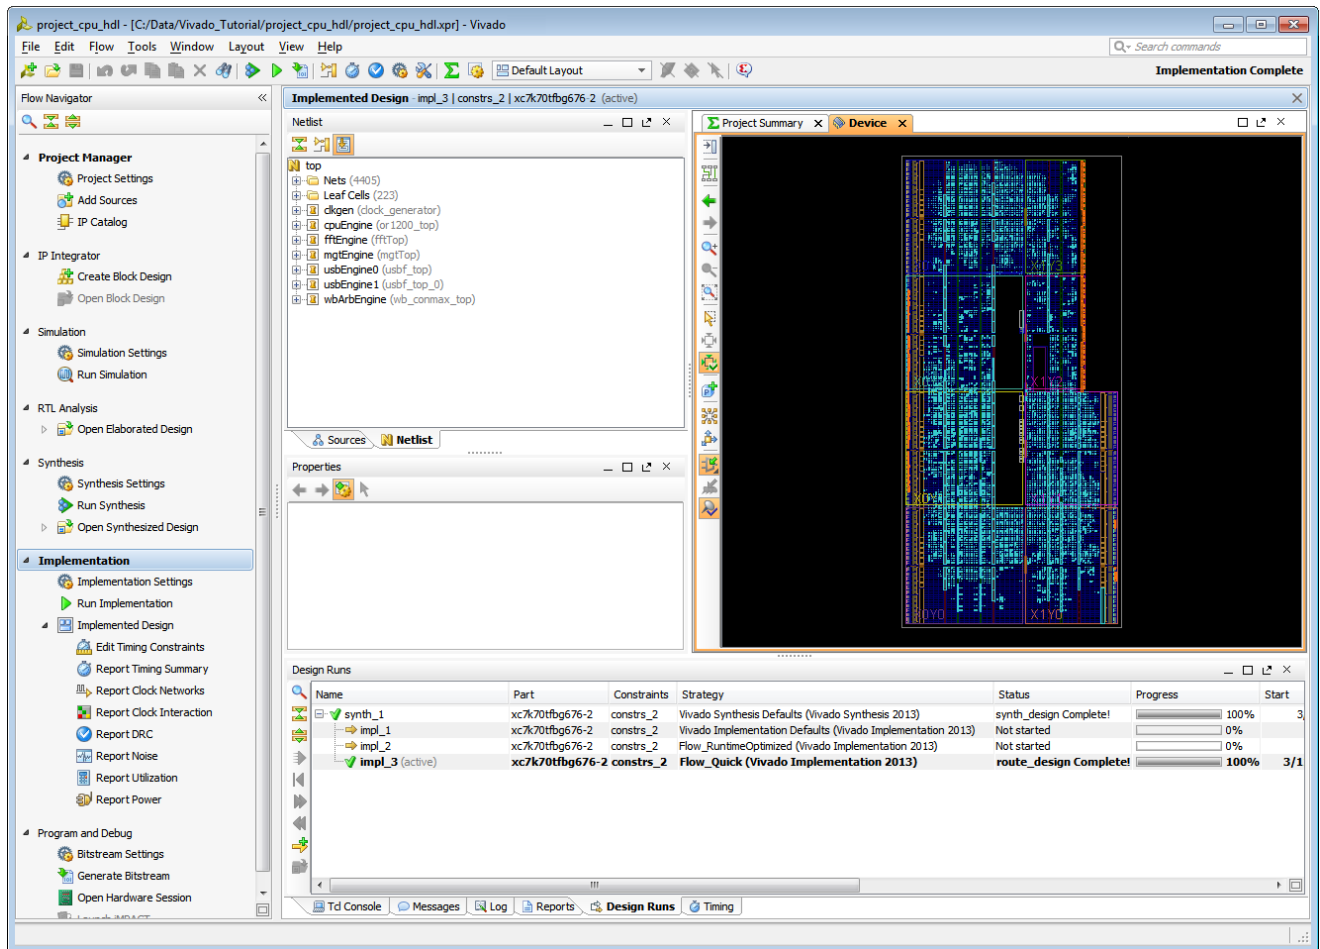 project_cpu_hdl - [C:/Data/Vivado_Tutorial/project_cpu_hdl/project_cpu_hdl.xpr] - Vivado
File Edit Flow Tools Window Layout View Help
Search commands
Default Layout
Implementation Complete
Flow Navigator
Project Manager
Project Settings
Add Sources
IP Catalog
IP Integrator
Create Block Design
Open Block Design
Simulation
Simulation Settings
Run Simulation
RTL Analysis
Open Elaborated Design
Synthesis
Synthesis Settings
Run Synthesis
Open Synthesized Design
Implementation
Implementation Settings
Run Implementation
Implemented Design
Edit Timing Constraints
Report Timing Summary
Report Clock Networks
Report Clock Interaction
Report DRC
Report Noise
Report Utilization
Report Power
Program and Debug
Bitstream Settings
Generate Bitstream
Open Hardware Session
Launch iMPACT
Implemented Design - impl_3 | constrs_2 | xc7k70tfbg676-2 (active)
Netlist
top
Nets (4405)
Leaf Cells (223)
clkgen (clock_generator)
cpuEngine (or1200_top)
fftEngine (fftTop)
mgtEngine (mgtTop)
usbEngine0 (usbf_top)
usbEngine1 (usbf_top_0)
wbArbEngine (wb_conmax_top)
Sources Netlist
Properties
Project Summary Device
X1Y3
X0Y1
X0Y0 X1Y0
Design Runs
Name Part Constraints Strategy Status Progress Start
synth_1 xc7k70tfbg676-2 constrs_2 Vivado Synthesis Defaults (Vivado Synthesis 2013) synth_design Complete! 100% 3/
impl_1 xc7k70tfbg676-2 constrs_2 Vivado Implementation Defaults (Vivado Implementation 2013) Not started 0%
impl_2 xc7k70tfbg676-2 constrs_2 Flow_RuntimeOptimized (Vivado Implementation 2013) Not started 0%
impl_3 (active) xc7k70tfbg676-2 constrs_2 Flow_Quick (Vivado Implementation 2013) route_design Complete! 100% 3/1
Tcl Console Messages Log Reports Design Runs Timing